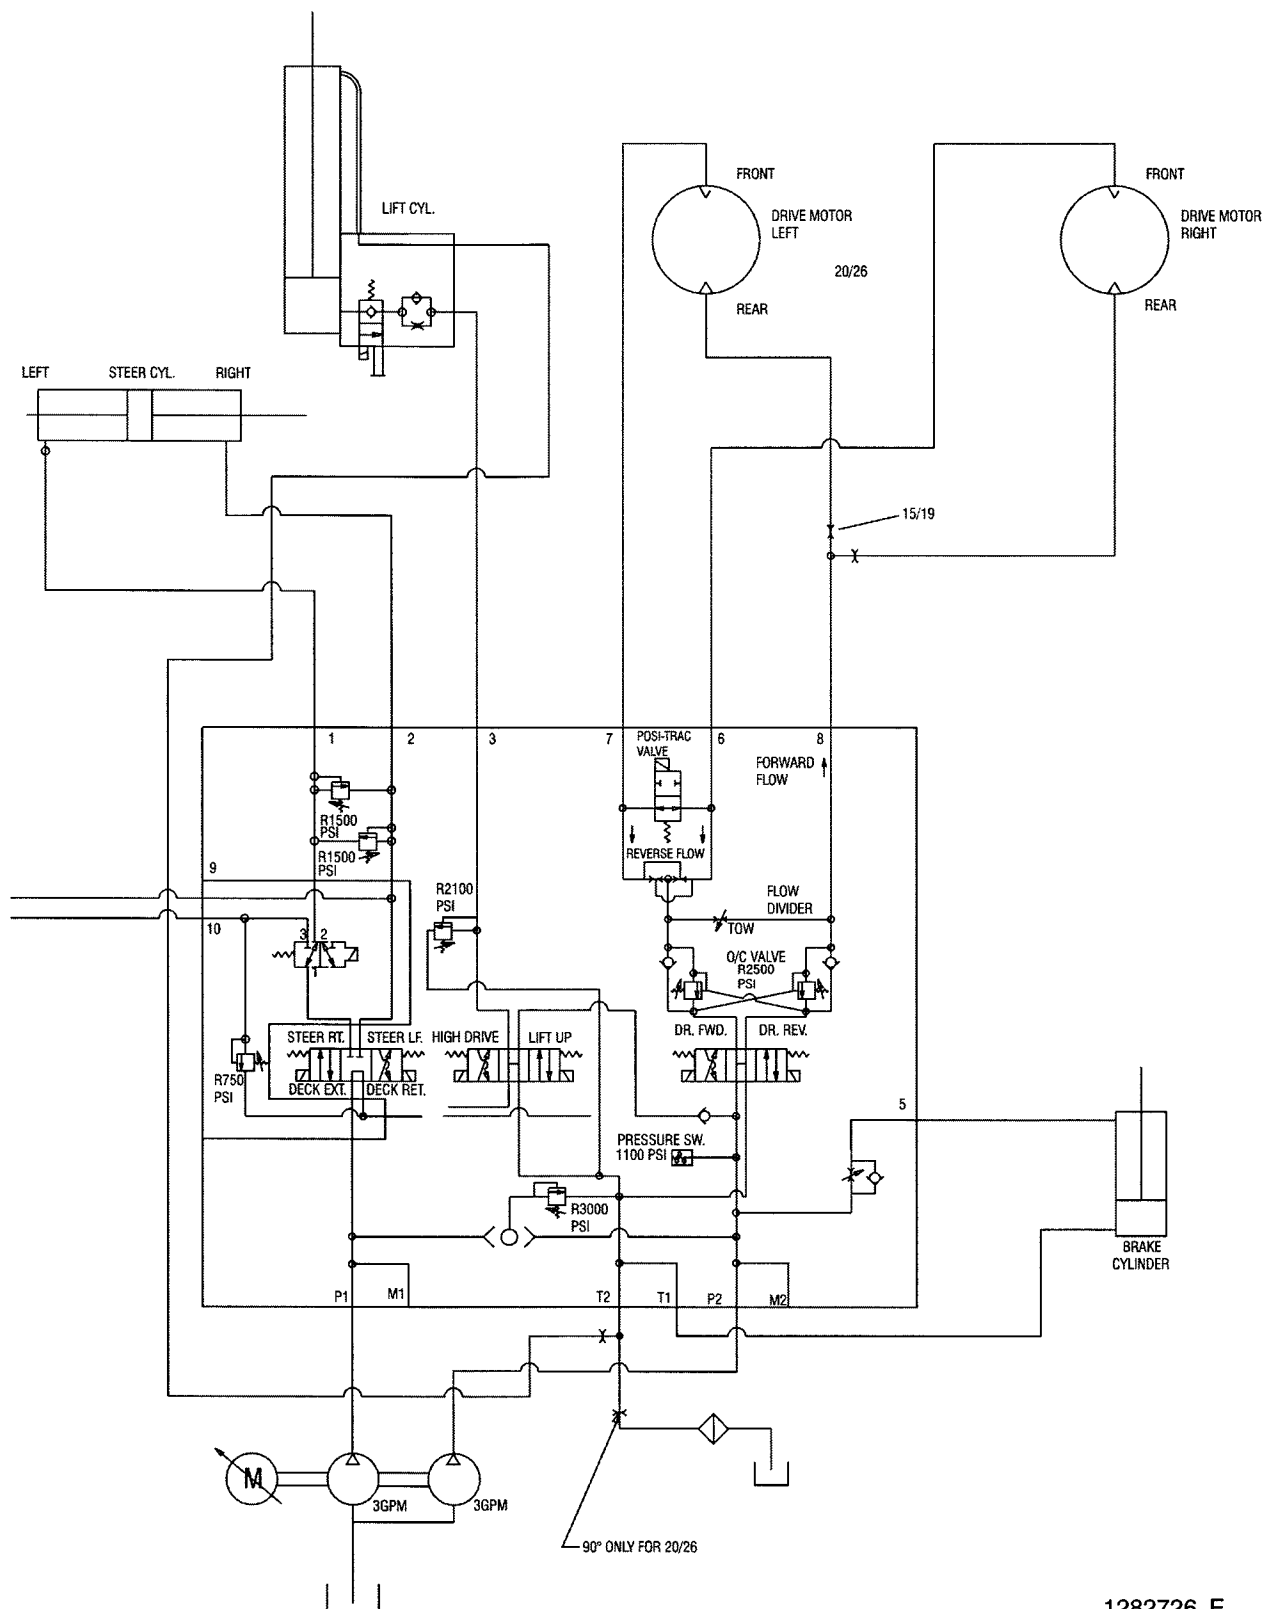 LIFT CYL.
FRONT
FRONT
DRIVE MOTOR
LEFT
DRIVE MOTOR
RIGHT
20/26
REAR
REAR
LEFT
STEER CYL.
RIGHT
15/19
1
2
3
7
POSI-TRAC
VALVE
6
8
FORWARD
FLOW
R1500
PSI
R1500
PSI
REVERSE FLOW
9
R2100
PSI
FLOW
DIVIDER
10
3
2
1
TOW
O/C VALVE
R2500
PSI
STEER RT.
STEER LF.
HIGH DRIVE
LIFT UP
DR. FWD.
DR. REV.
R750
PSI
DECK EXT.
DECK RET.
5
PRESSURE SW.
1100 PSI
R3000
PSI
BRAKE
CYLINDER
P1
M1
T2
T1
P2
M2
M
3GPM
3GPM
90° ONLY FOR 20/26